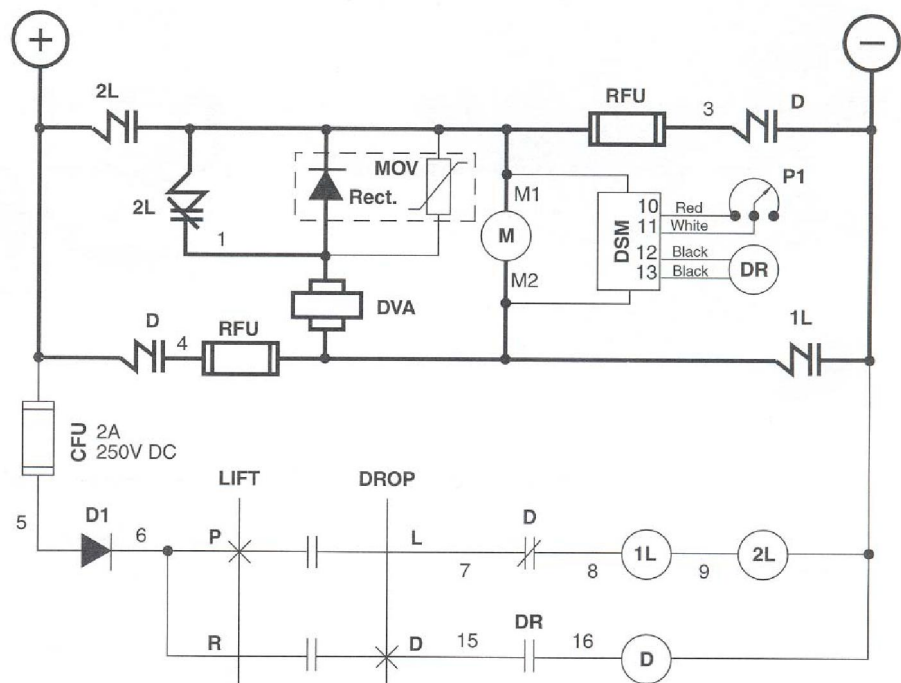 +
−
2L
RFU
3
D
MOV
P1
2L
Rect.
M1
10 Red
11 White
DSM
12 Black
13 Black
DR
1
M
M2
DVA
D
4
RFU
1L
CFU
2A
250V DC
LIFT
DROP
5
D1
6
P
L
D
7
8
1L
9
2L
R
D
15
DR
16
D